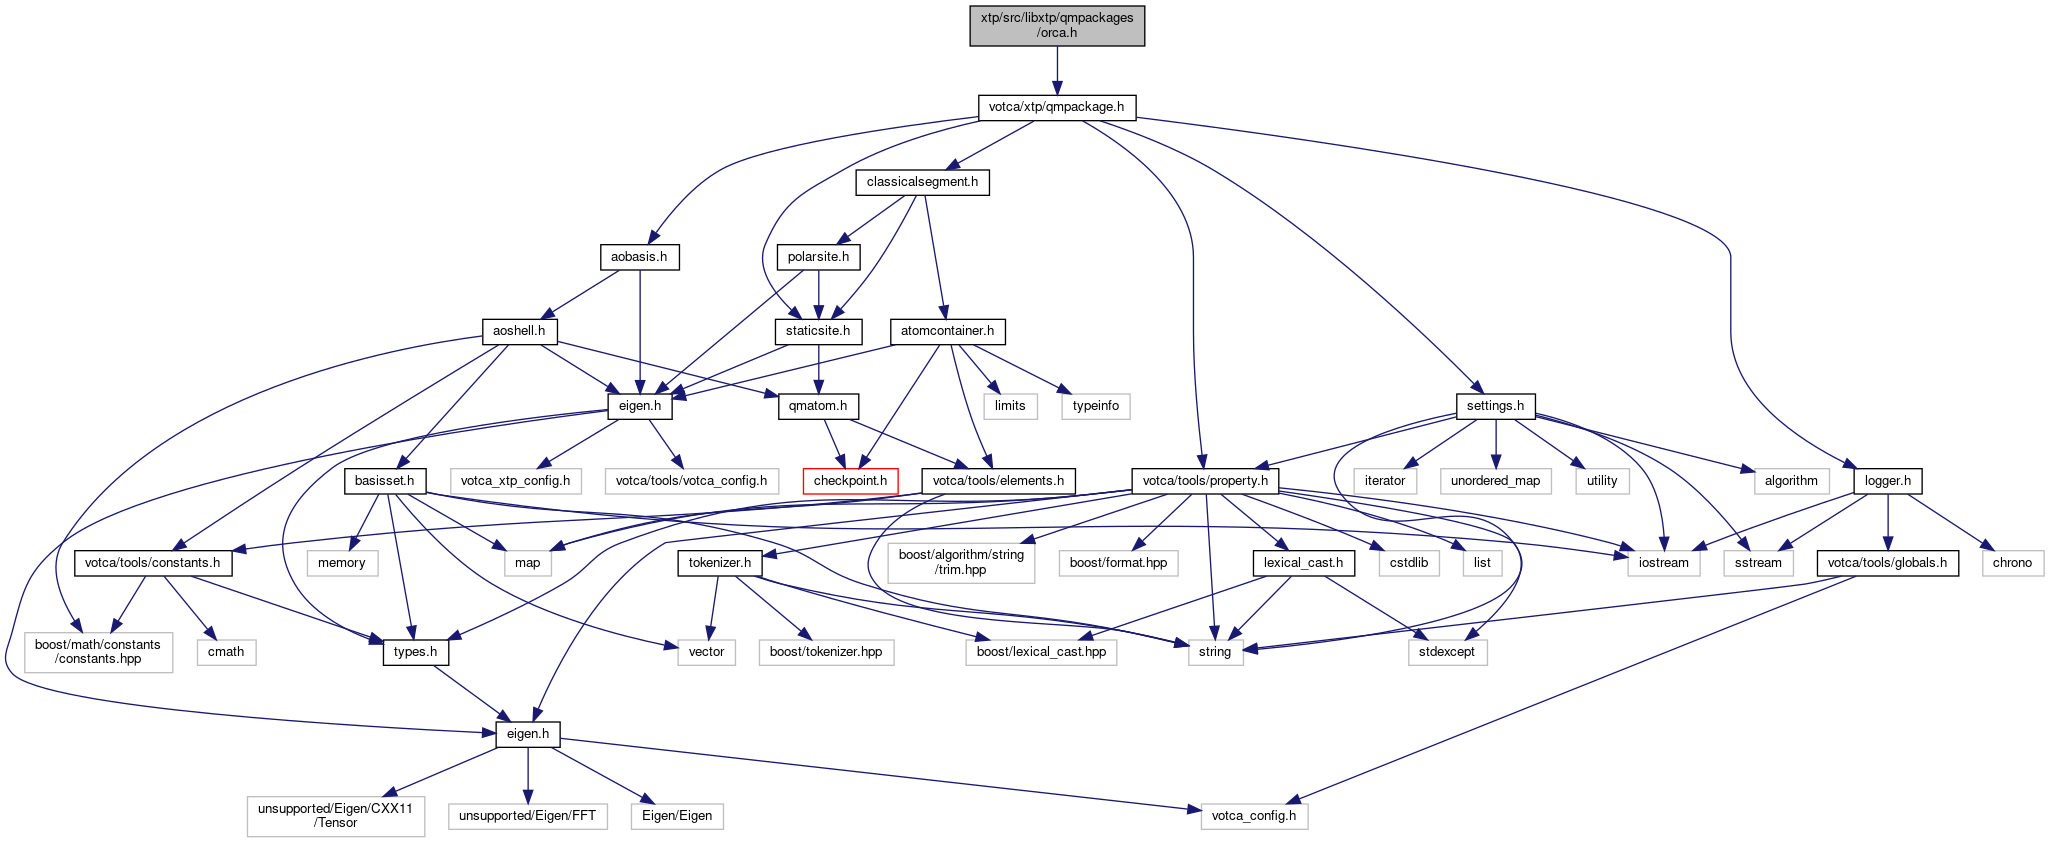 xtp/src/libxtp/qmpackages
/orca.h
votca/xtp/qmpackage.h
classicalsegment.h
aobasis.h
polarsite.h
aoshell.h
staticsite.h
atomcontainer.h
eigen.h
qmatom.h
limits
typeinfo
settings.h
basisset.h
votca_xtp_config.h
votca/tools/votca_config.h
checkpoint.h
votca/tools/elements.h
votca/tools/property.h
iterator
unordered_map
utility
algorithm
logger.h
votca/tools/constants.h
memory
map
tokenizer.h
boost/algorithm/string
/trim.hpp
boost/format.hpp
lexical_cast.h
cstdlib
list
iostream
sstream
votca/tools/globals.h
chrono
boost/math/constants
/constants.hpp
cmath
types.h
vector
boost/tokenizer.hpp
boost/lexical_cast.hpp
string
stdexcept
eigen.h
unsupported/Eigen/CXX11
/Tensor
unsupported/Eigen/FFT
Eigen/Eigen
votca_config.h